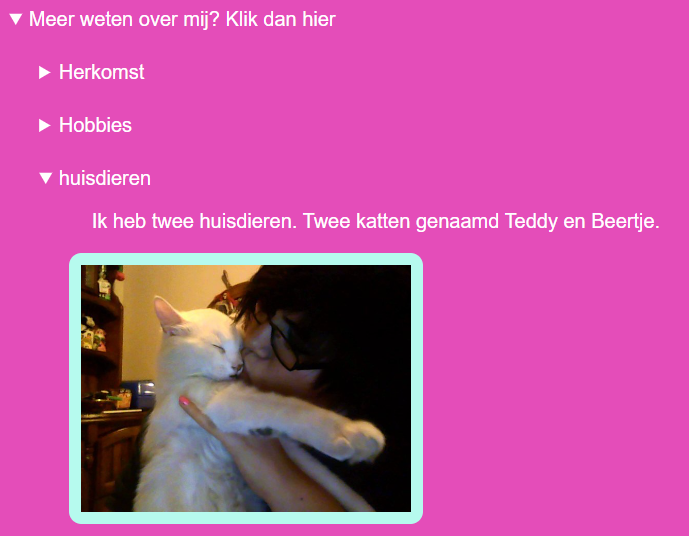 Meer weten over mij? Klik dan hier
Herkomst
Hobbies
huisdieren
Ik heb twee huisdieren. Twee katten genaamd Teddy en Beertje.